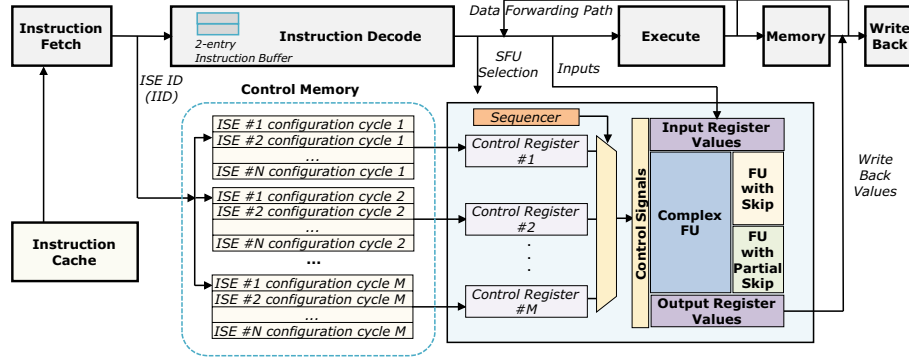 Data Forwarding Path
Instruction
Fetch
Instruction Decode
2-entry
Instruction Buffer
Execute
Memory
Write
Back
ISE ID
(IID)
SFU
Selection
Inputs
Control Memory
ISE #1 configuration cycle 1
ISE #2 configuration cycle 1
...
ISE #N configuration cycle 1
ISE #1 configuration cycle 2
ISE #2 configuration cycle 2
...
ISE #N configuration cycle 2
...
ISE #1 configuration cycle M
ISE #2 configuration cycle M
...
ISE #N configuration cycle M
Instruction
Cache
Sequencer
Control Register
#1
Control Register
#2
.
.
.
Control Register
#M
Control Signals
Input Register
Values
Complex
FU
FU
with
Skip
FU
with
Partial
Skip
Output Register
Values
Write
Back
Values